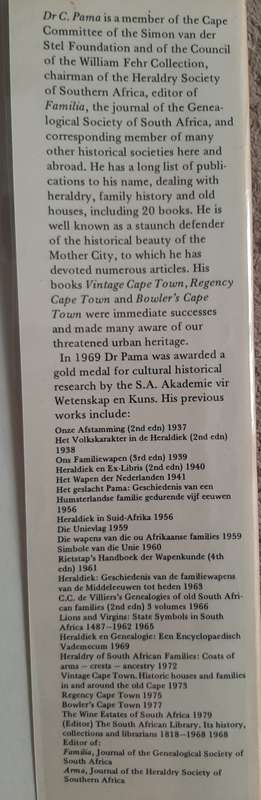 Dr C. Pama is a member of the Cape
Committee of the Simon van der
Stel Foundation and of the Council
of the William Fehr Collection,
chairman of the Heraldry Society
of Southern Africa, editor of
Familia, the journal of the Genea-
logical Society of South Africa, and
corresponding member of many
other historical societies here and
abroad. He has a long list of publi-
cations to his name, dealing with
heraldry, family history and old
houses, including 20 books. He is
well known as a staunch defender
of the historical beauty of the
Mother City, to which he has
devoted numerous articles. His
books Vintage Cape Town, Regency
Cape Town and Bowler's Cape
Town were immediate successes
and made many aware of our
threatened urban heritage.
In 1969 Dr Pama was awarded a
gold medal for cultural historical
research by the S.A. Akademie vir
Wetenskap en Kuns. His previous
works include:
Onze Afstamming (2nd edn) 1937
Het Volkskarakter in de Heraldiek (2nd edn)
1938
Ons Familiewapen (3rd edn) 1939
Heraldiek en Ex-Libris (2nd edn) 1940
Het Wapen der Nederlanden 1941
Het geslacht Pama: Geschiedenis van een
Humsterlandse familie gedurende vijf eeuwen
1956
Heraldiek in Suid-Afrika 1956
Die Unievlag 1959
Die wapens van die ou Afrikaanse families 1959
Simbole van die Unie 1960
Rietstap's Handboek der Wapenkunde (4th
edn) 1961
Heraldiek: Geschiedenis van de familiewapens
van de Middeleeuwen tot heden 1963
C.C. de Villiers's Genealogies of old South Afri-
can families (2nd edn) 3 volumes 1966
Lions and Virgins: State Symbols in South
Africa 1487–1962 1965
Heraldiek en Genealogie: Een Encyclopaedisch
Vademecum 1969
Heraldry of South African Families: Coats of
arms – crests – ancestry 1972
Vintage Cape Town. Historic houses and families
in and around the old Cape 1973
Regency Cape Town 1975
Bowler's Cape Town 1977
The Wine Estates of South Africa 1979
(Editor) The South African Library. Its history,
collections and librarians 1818–1968 1968
Editor of:
Familia, Journal of the Genealogical Society of
South Africa
Arma, Journal of the Heraldry Society of
Southern Africa